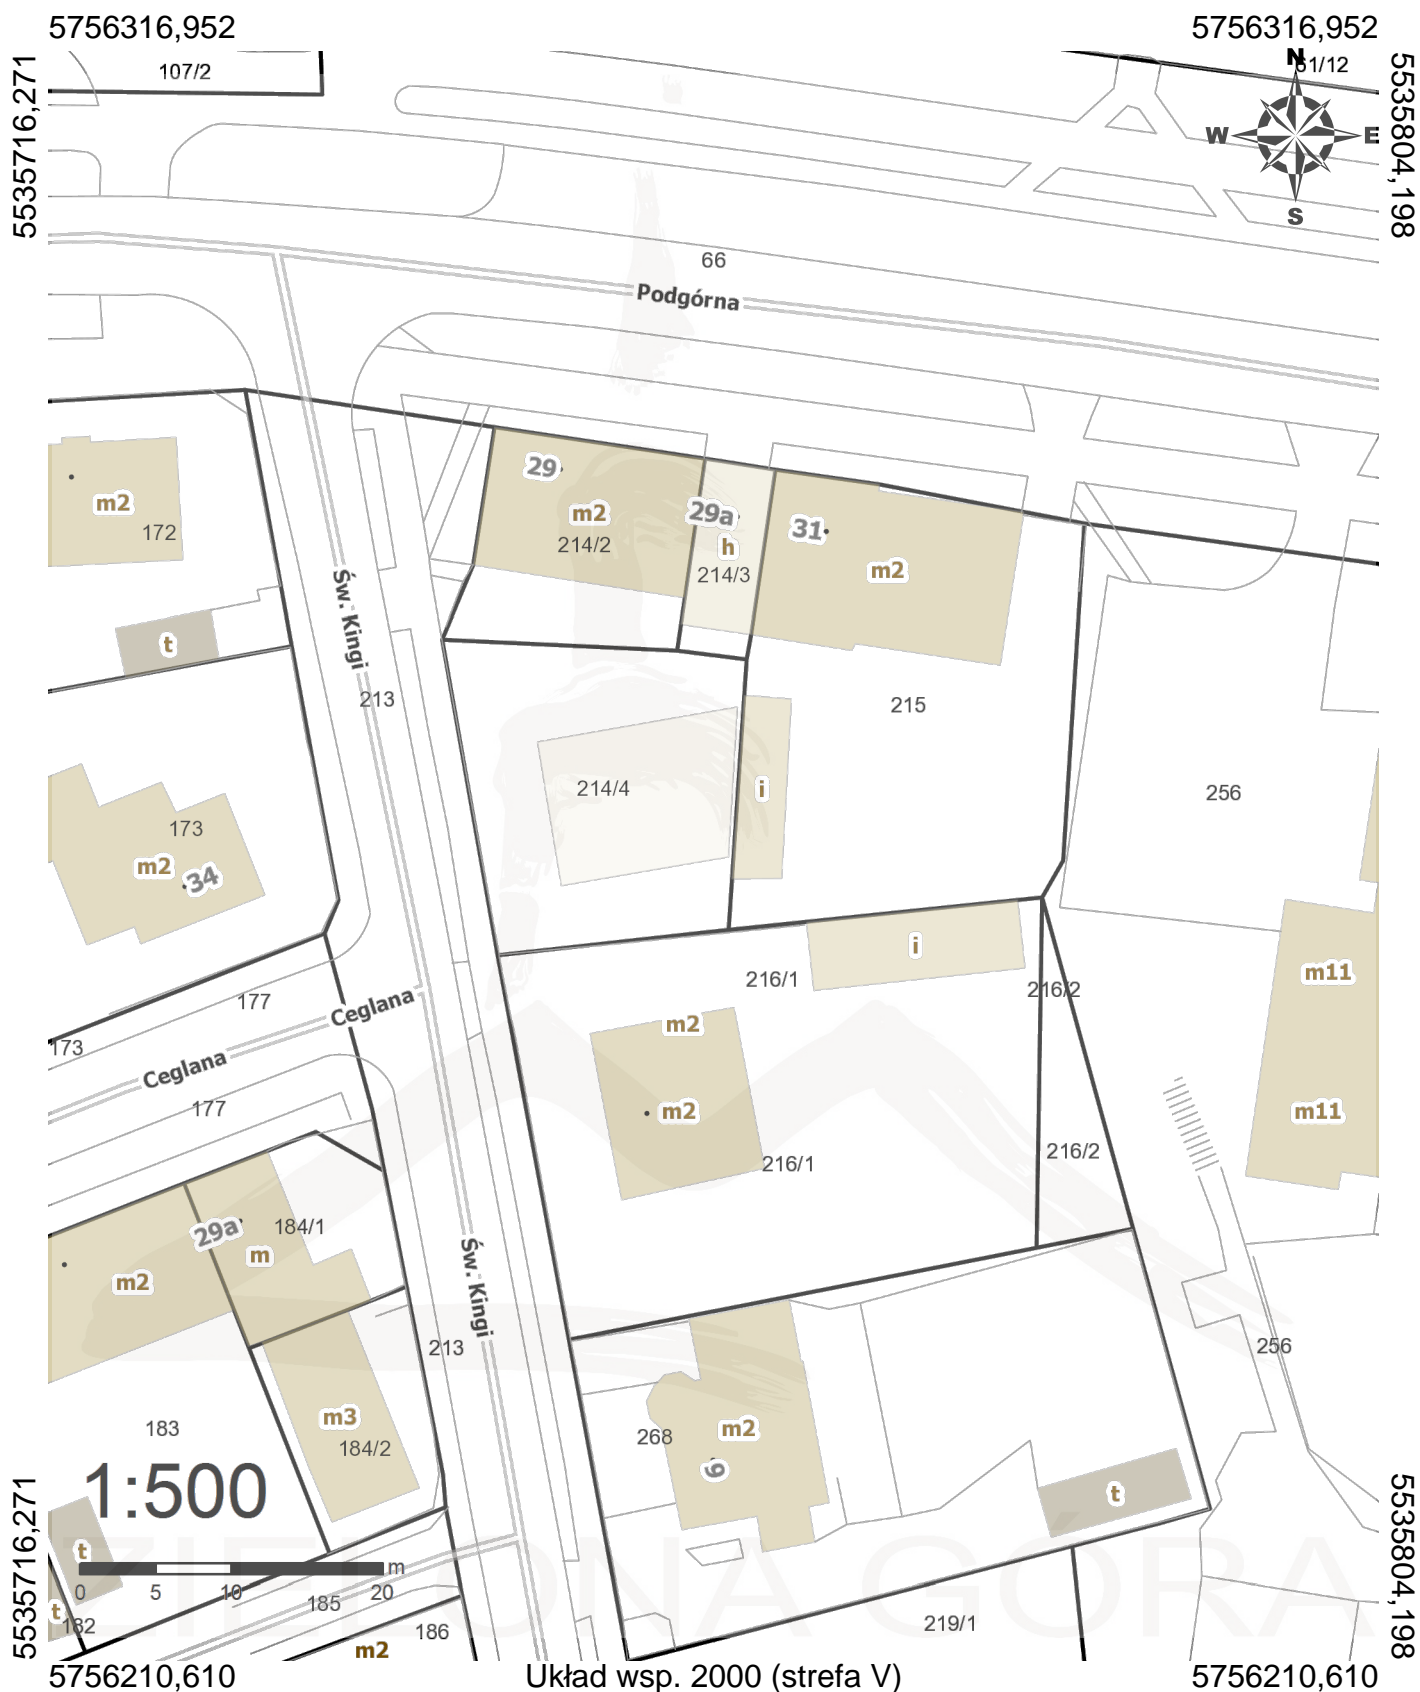 5756316,952 5756316,952
5535716,271
5535804,198
107/2
61/12
N
W E
S
66
Podgórna
29
m2
214/2
29a
h
214/3
31
m2
m2
172
t
Św. Kingi
213
215
214/4
i
256
173
m2
34
i
216/1
216/2
m11
177
Ceglana
m2
173
Ceglana
177
m2
m11
216/1
216/2
29a
184/1
m
m2
Św. Kingi
213
256
m3
183
184/2
268
m2
9
1:500
t
t
m
0 5 10 20
t
182
185
186
m2
219/1
ZIELONA GÓRA
5535716,271
5535804,198
5756210,610 Układ wsp. 2000 (strefa V) 5756210,610